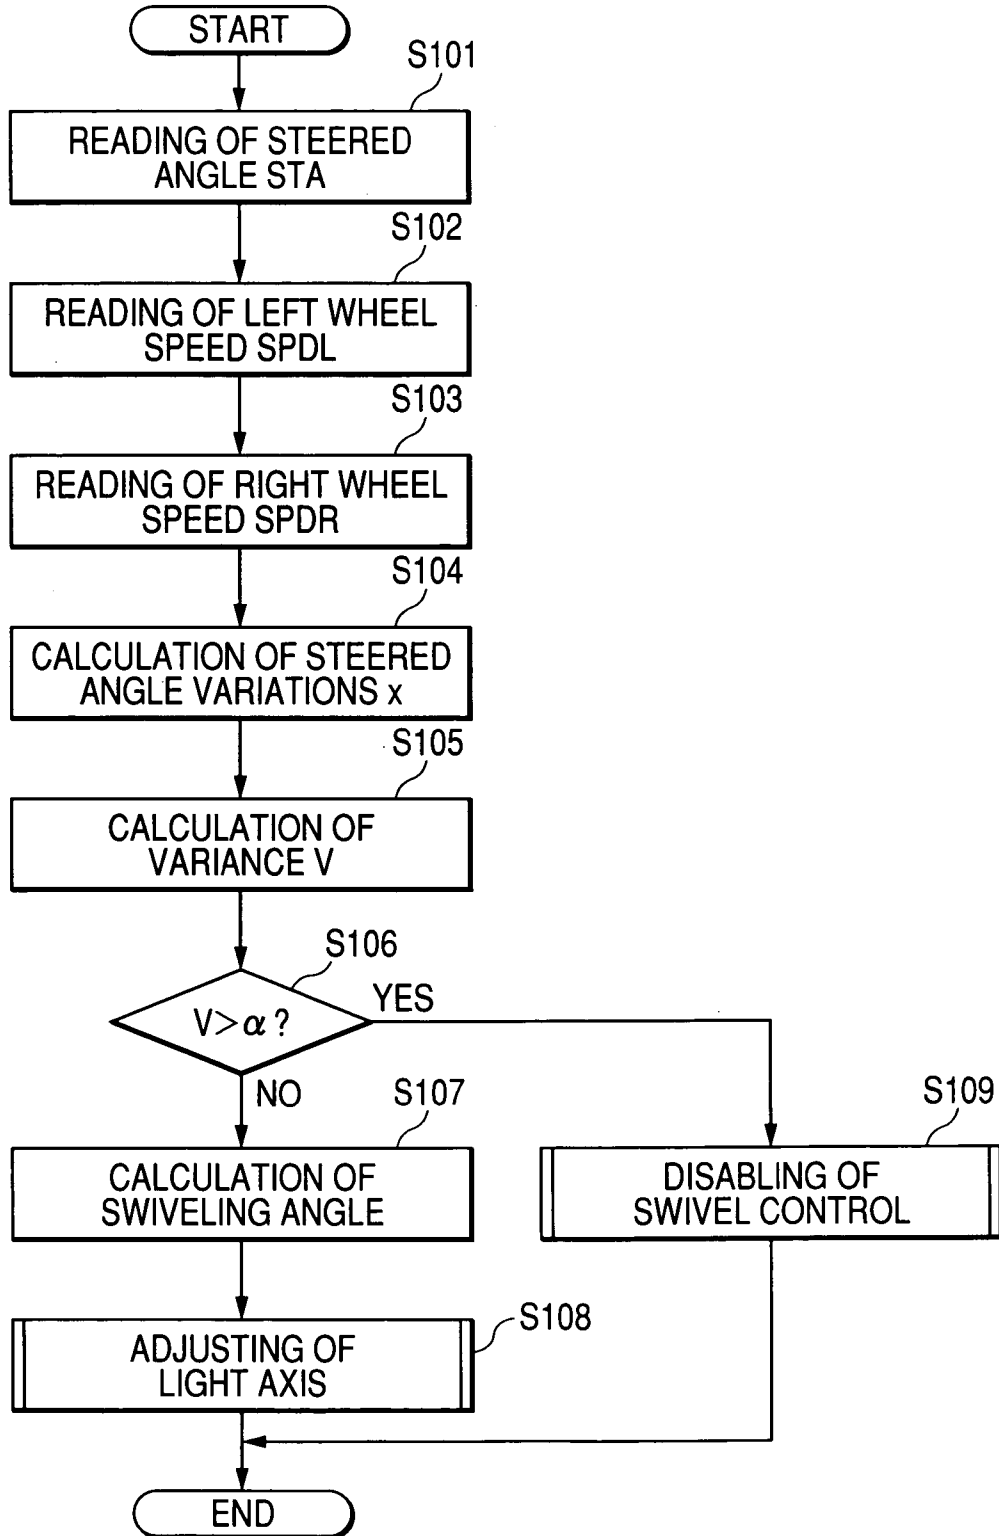 START
S101
READING OF STEERED
ANGLE STA
S102
READING OF LEFT WHEEL
SPEED SPDL
S103
READING OF RIGHT WHEEL
SPEED SPDR
S104
CALCULATION OF STEERED
ANGLE VARIATIONS x
S105
CALCULATION OF
VARIANCE V
S106
V>α?
YES
NO
S107
CALCULATION OF
SWIVELING ANGLE
S109
DISABLING OF
SWIVEL CONTROL
S108
ADJUSTING OF
LIGHT AXIS
END